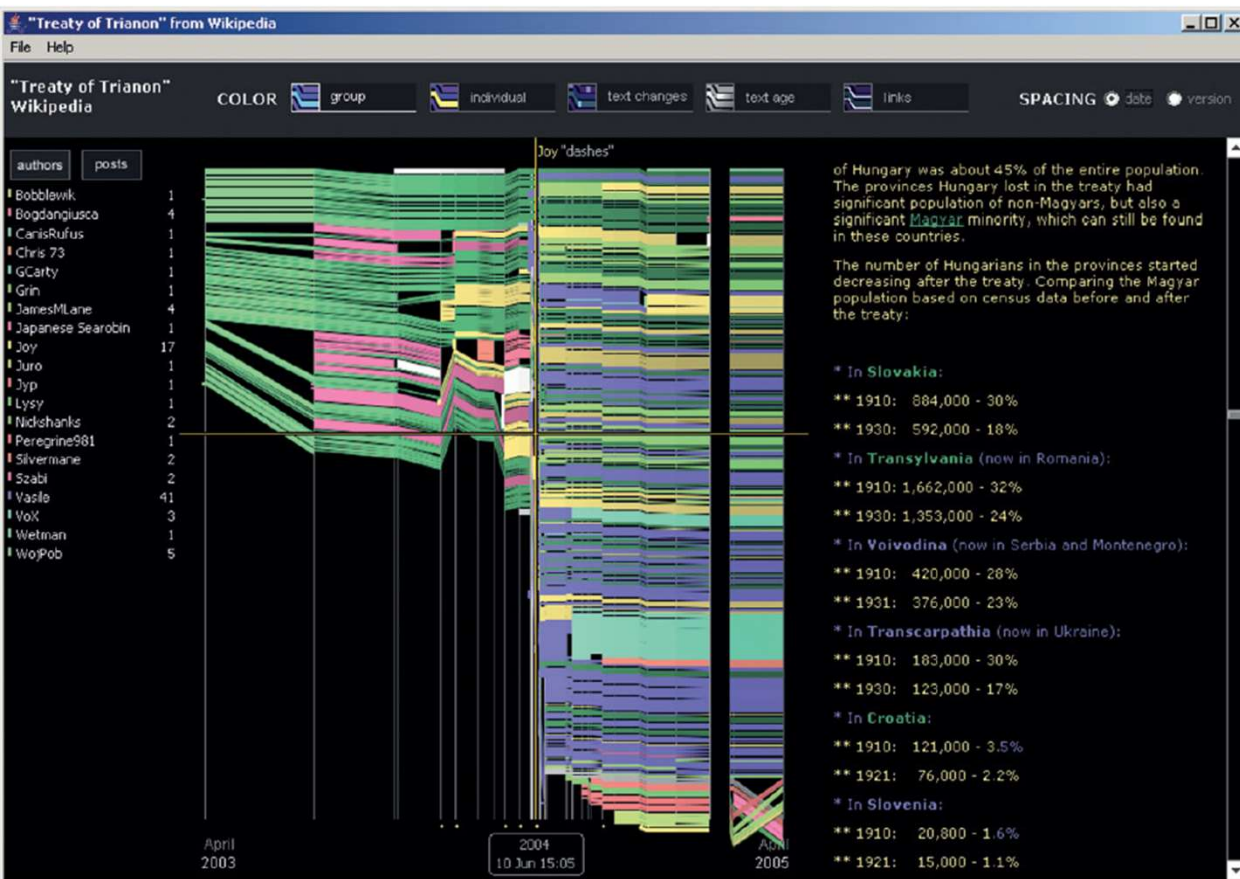 "Treaty of Trianon" from Wikipedia
File Help
"Treaty of Trianon"
Wikipedia
COLOR group individual text changes text age links SPACING date version
authors posts
Joy "dashes"
Bobblewik 1
Bogdangiusca 4
CanisRufus 1
Chris 73 1
GCarty 1
Grin 1
JamesMLane 4
Japanese Searobin 1
Joy 17
Juro 1
Jyp 1
Lysy 1
Nickshanks 2
Peregrine981 1
Silvermane 2
Szabi 2
Vasile 41
VoX 3
Wetman 1
WojPob 5
of Hungary was about 45% of the entire population.
The provinces Hungary lost in the treaty had
significant population of non-Magyars, but also a
significant Magyar minority, which can still be found
in these countries.
The number of Hungarians in the provinces started
decreasing after the treaty. Comparing the Magyar
population based on census data before and after
the treaty:
* In Slovakia:
** 1910: 884,000 - 30%
** 1930: 592,000 - 18%
* In Transylvania (now in Romania):
** 1910: 1,662,000 - 32%
** 1930: 1,353,000 - 24%
* In Voivodina (now in Serbia and Montenegro):
** 1910: 420,000 - 28%
** 1931: 376,000 - 23%
* In Transcarpathia (now in Ukraine):
** 1910: 183,000 - 30%
** 1930: 123,000 - 17%
* In Croatia:
** 1910: 121,000 - 3.5%
** 1921: 76,000 - 2.2%
* In Slovenia:
** 1910: 20,800 - 1.6%
** 1921: 15,000 - 1.1%
April
2003
2004
10 Jun 15:05
April
2005